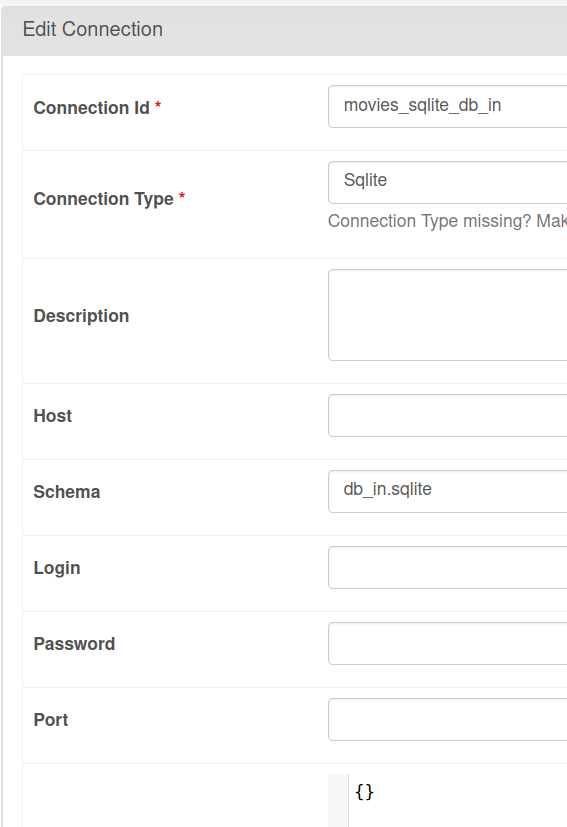 Edit Connection
Connection Id *
movies_sqlite_db_in
Connection Type *
Sqlite
Connection Type missing? Mak
Description
Host
Schema
db_in.sqlite
Login
Password
Port
{}